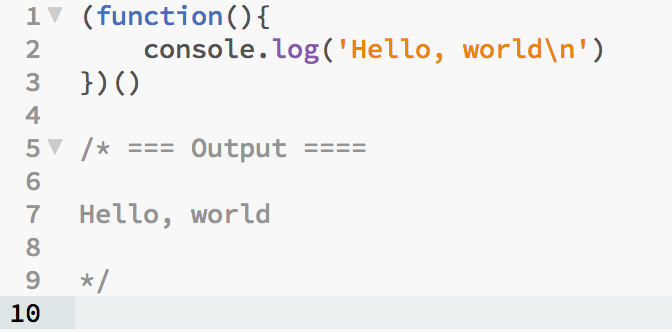 1 (function(){
2     console.log('Hello, world\n')
3 })()
4
5 /* === Output ====
6
7 Hello, world
8
9 */
10